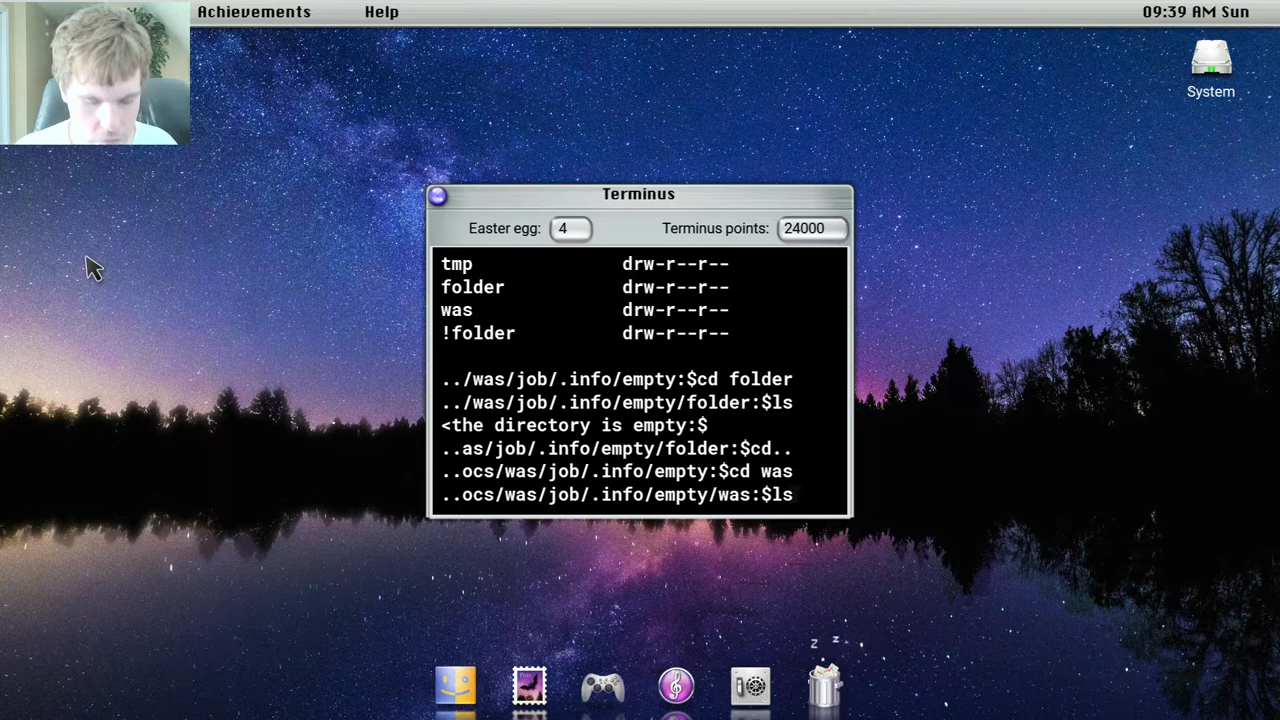 Achievements Help 09:39 AM Sun
System
Terminus
Easter egg: 4 Terminus points: 24000
tmp drw-r--r--
folder drw-r--r--
was drw-r--r--
!folder drw-r--r--
../was/job/.info/empty:$cd folder
../was/job/.info/empty/folder:$ls
<the directory is empty:$
..as/job/.info/empty/folder:$cd..
..ocs/was/job/.info/empty:$cd was
..ocs/was/job/.info/empty/was:$ls
z z